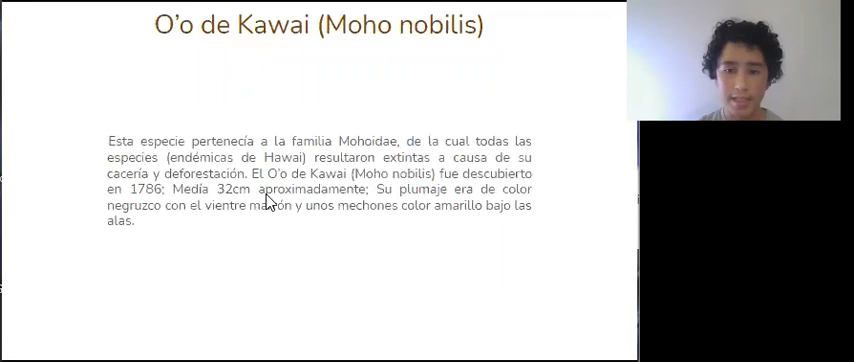 O'o de Kawai (Moho nobilis)
Esta especie pertenecía a la familia Mohoidae, de la cual todas las
especies (endémicas de Hawai) resultaron extintas a causa de su
cacería y deforestación. El O'o de Kawai (Moho nobilis) fue descubierto
en 1786; Medía 32cm aproximadamente; Su plumaje era de color
negruzco con el vientre marrón y unos mechones color amarillo bajo las
alas.